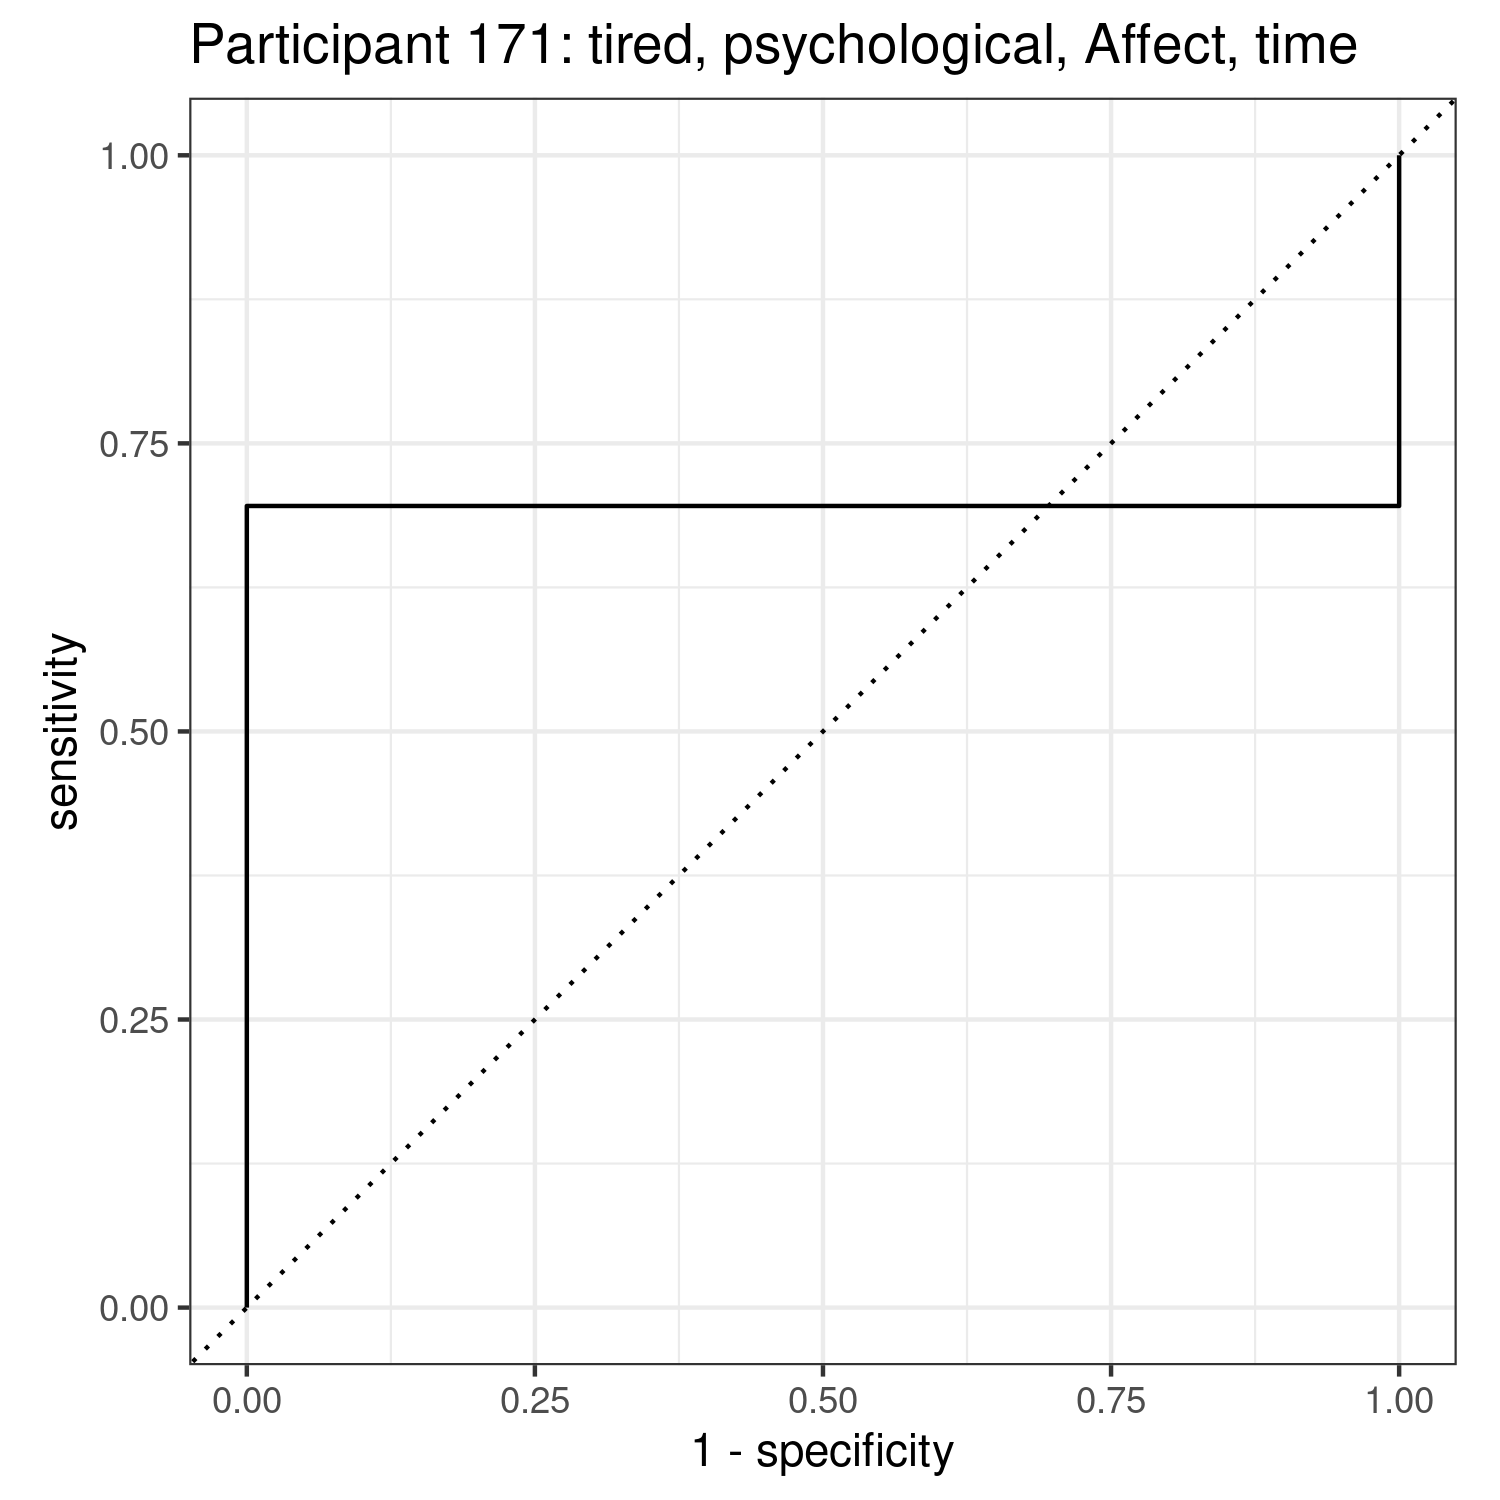 Participant 171: tired, psychological, Affect, time
1.00
0.75
0.50
0.25
0.00
sensitivity
0.00 0.25 0.50 0.75 1.00
1 - specificity